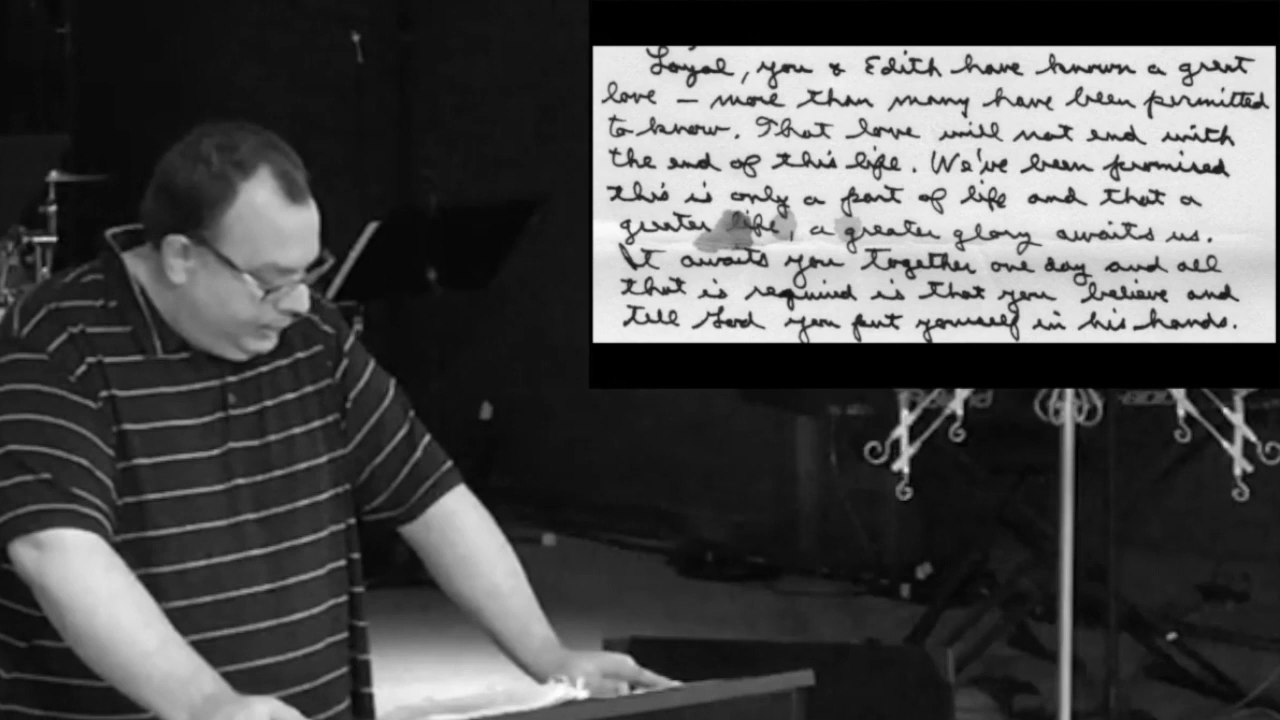 Loyal, you & Edith have known a great
love – more than many have been permitted
to know. That love will not end with
the end of this life. We've been promised
this is only a part of life and that a
greater life, a greater glory awaits us.
It awaits you together one day and all
that is required is that you believe and
tell God you put yourself in his hands.